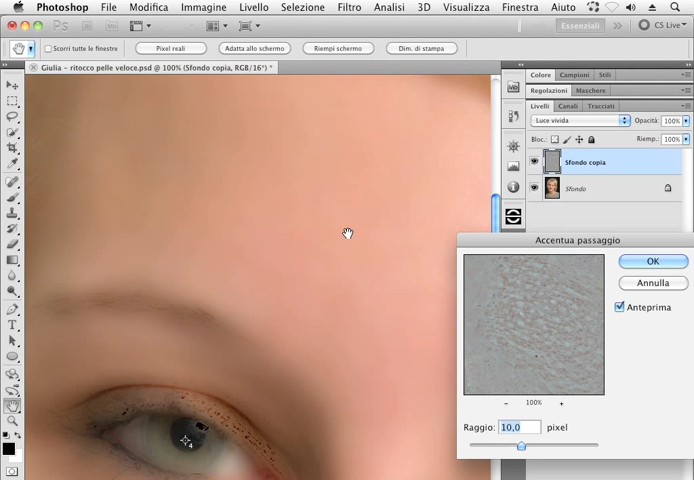 Photoshop File Modifica Immagine Livello Selezione Filtro Analisi 3D Visualizza Finestra Aiuto
Ps Essenziali CS Live
Scorri tutte le finestre Pixel reali Adatta allo schermo Riempi schermo Dim. di stampa
Giulia - ritocco pelle veloce.psd @ 100% (Sfondo copia, RGB/16*) *
Colore Campioni Stili
Regolazioni Maschere
Livelli Canali Tracciati
Luce vivida Opacità: 100%
Bloc.: Riemp.: 100%
Sfondo copia
Sfondo
Accentua passaggio
OK
Annulla
Anteprima
- 100% +
Raggio: 10,0 pixel